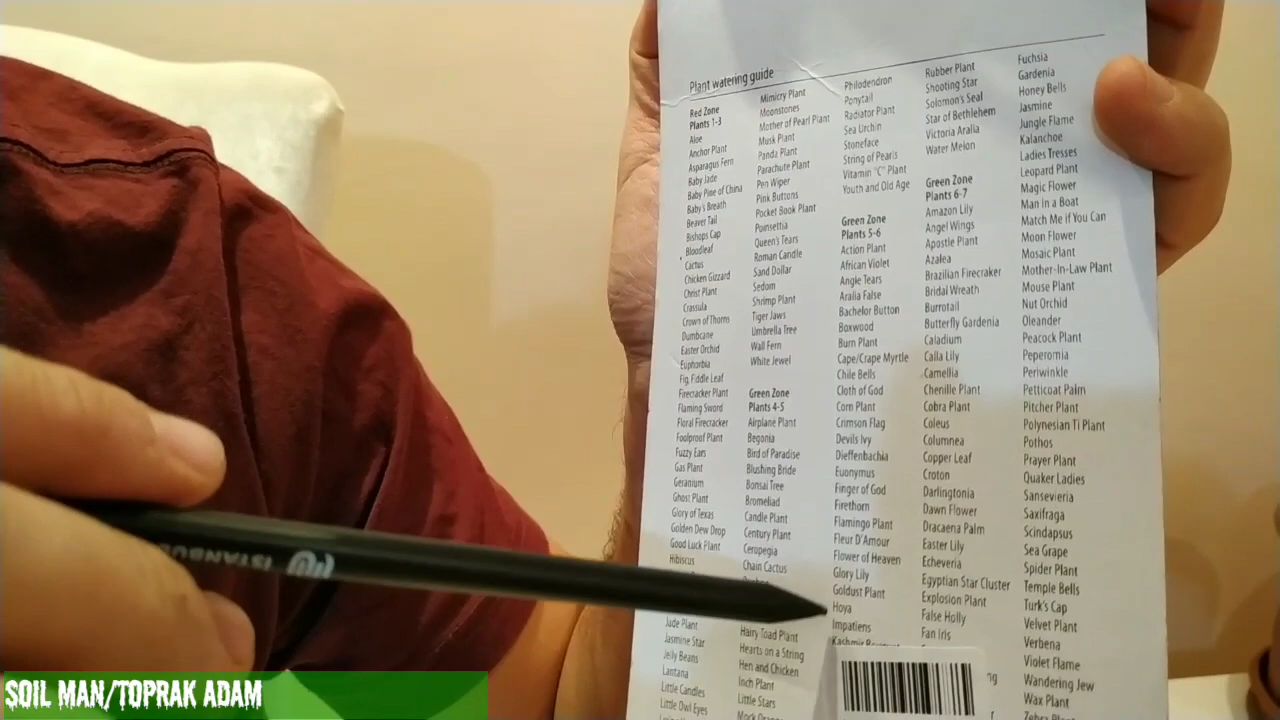 Plant watering guide
Red Zone
Plants 1-3
Aloe
Anchor Plant
Asparagus Fern
Baby Jade
Baby Pine of China
Baby's Breath
Beaver Tail
Bishops Cap
Bloodleaf
Cactus
Chicken Gizzard
Christ Plant
Crassula
Crown of Thorns
Dumbcane
Easter Orchid
Euphorbia
Fig, Fiddle Leaf
Firecracker Plant
Flaming Sword
Floral Firecracker
Foolproof Plant
Fuzzy Ears
Gas Plant
Geranium
Ghost Plant
Glory of Texas
Golden Dew Drop
Good Luck Plant
Hibiscus
Jade Plant
Jasmine Star
Jelly Beans
Lantana
Little Candles
Little Owl Eyes
Mimicry Plant
Moonstones
Mother of Pearl Plant
Musk Plant
Panda Plant
Parachute Plant
Pen Wiper
Pink Buttons
Pocket Book Plant
Poinsettia
Queen's Tears
Roman Candle
Sand Dollar
Sedom
Shrimp Plant
Tiger Jaws
Umbrella Tree
Wall Fern
White Jewel
Green Zone
Plants 4-5
Airplane Plant
Begonia
Bird of Paradise
Blushing Bride
Bonsai Tree
Bromeliad
Candle Plant
Century Plant
Ceropegia
Chain Cactus
Hairy Toad Plant
Hearts on a String
Hen and Chicken
Inch Plant
Little Stars
Mock
Philodendron
Ponytail
Radiator Plant
Sea Urchin
Stoneface
String of Pearls
Vitamin "C" Plant
Youth and Old Age
Green Zone
Plants 5-6
Action Plant
African Violet
Angie Tears
Aralia False
Bachelor Button
Boxwood
Burn Plant
Cape/Crape Myrtle
Chile Bells
Cloth of God
Corn Plant
Crimson Flag
Devils Ivy
Dieffenbachia
Euonymus
Finger of God
Firethorn
Flamingo Plant
Fleur D'Amour
Flower of Heaven
Glory Lily
Goldust Plant
Hoya
Impatiens
Kashmir
Rubber Plant
Shooting Star
Solomon's Seal
Star of Bethlehem
Victoria Aralia
Water Melon
Green Zone
Plants 6-7
Amazon Lily
Angel Wings
Apostle Plant
Azalea
Brazilian Firecraker
Bridal Wreath
Burrotail
Butterfly Gardenia
Caladium
Calla Lily
Camellia
Chenille Plant
Cobra Plant
Coleus
Columnea
Copper Leaf
Croton
Darlingtonia
Dawn Flower
Dracaena Palm
Easter Lily
Echeveria
Egyptian Star Cluster
Explosion Plant
False Holly
Fan Iris
Fuchsia
Gardenia
Honey Bells
Jasmine
Jungle Flame
Kalanchoe
Ladies Tresses
Leopard Plant
Magic Flower
Man in a Boat
Match Me if You Can
Moon Flower
Mosaic Plant
Mother-In-Law Plant
Mouse Plant
Nut Orchid
Oleander
Peacock Plant
Peperomia
Periwinkle
Petticoat Palm
Pitcher Plant
Polynesian Ti Plant
Pothos
Prayer Plant
Quaker Ladies
Sansevieria
Saxifraga
Scindapsus
Sea Grape
Spider Plant
Temple Bells
Turk's Cap
Velvet Plant
Verbena
Violet Flame
Wandering Jew
Wax Plant
Zebra
SOIL MAN/TOPRAK ADAM